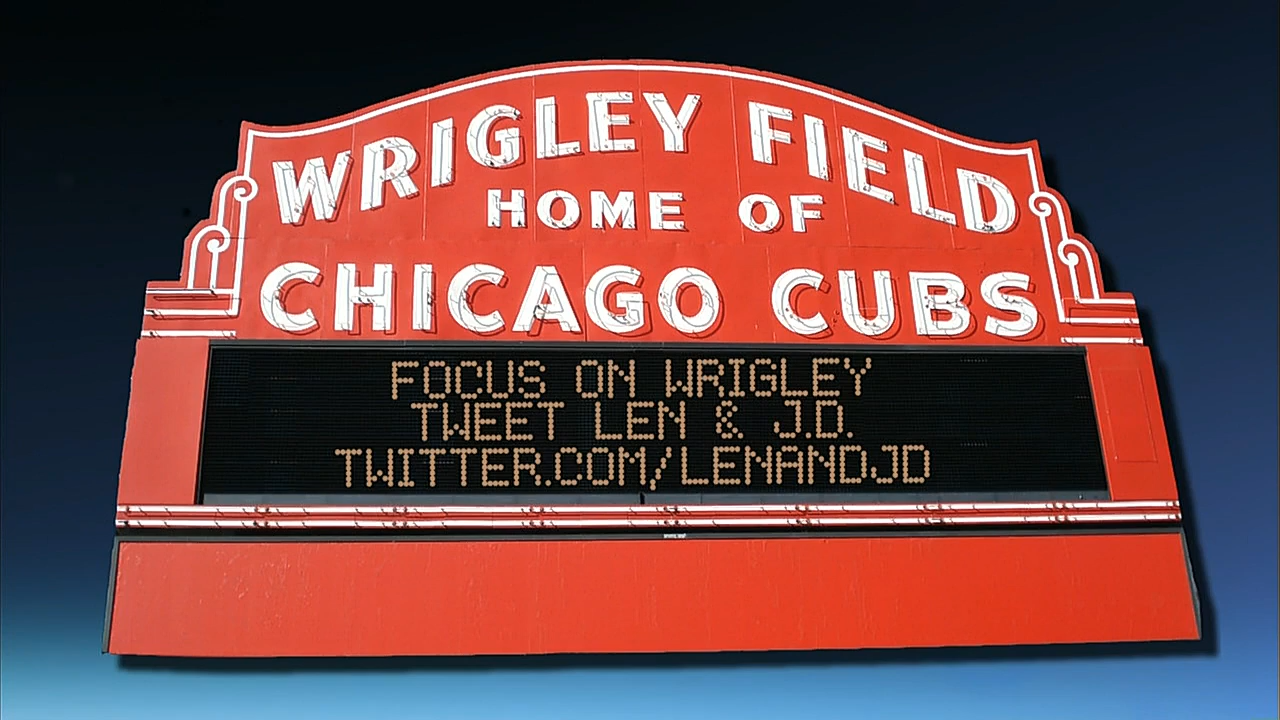 WRIGLEY FIELD
HOME OF
CHICAGO CUBS
FOCUS ON WRIGLEY
TWEET LEN & J.D.
TWITTER.COM/LENANDJD